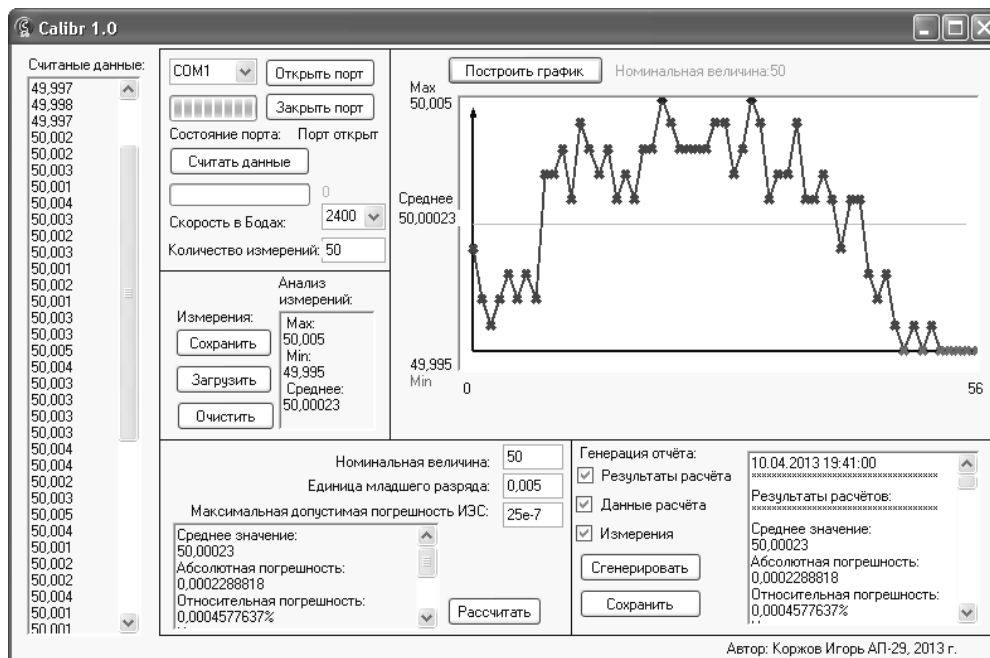 Calibr 1.0
Считаные данные:
49,997
49,998
49,997
50,002
50,002
50,003
50,001
50,004
50,003
50,002
50,003
50,001
50,002
50,001
50,003
50,003
50,005
50,004
50,003
50,003
50,003
50,003
50,004
50,004
50,002
50,003
50,005
50,004
50,001
50,002
50,002
50,004
50,001
50,001
COM1
Открыть порт
Закрыть порт
Состояние порта: Порт открыт
Считать данные
0
Скорость в Бодах: 2400
Количество измерений: 50
Измерения:
Сохранить
Загрузить
Очистить
Анализ
измерений:
Max:
50,005
Min:
49,995
Среднее:
50,00023
Построить график
Номинальная величина:50
Max
50,005
Среднее
50,00023
49,995
Min
0
56
Номинальная величина: 50
Единица младшего разряда: 0,005
Максимальная допустимая погрешность ИЭС: 25e-7
Среднее значение:
50,00023
Абсолютная погрешность:
0,0002288818
Относительная погрешность:
0,0004577637%
Рассчитать
Генерация отчёта:
Результаты расчёта
Данные расчёта
Измерения
Сгенерировать
Сохранить
10.04.2013 19:41:00
Результаты расчётов:
Среднее значение:
50,00023
Абсолютная погрешность:
0,0002288818
Относительная погрешность:
0,0004577637%
Автор: Коржов Игорь АП-29, 2013 г.